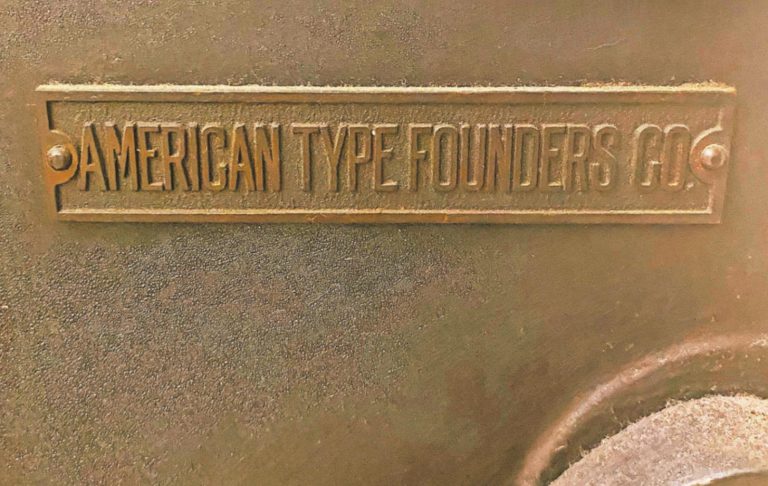 AMERICAN TYPE FOUNDERS CO.